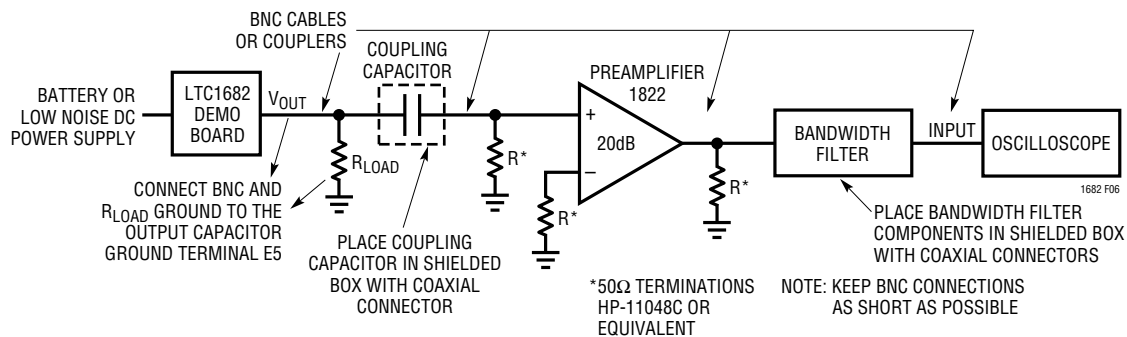 BNC CABLES
OR COUPLERS
COUPLING
CAPACITOR
PREAMPLIFIER
1822
BATTERY OR
LOW NOISE DC
POWER SUPPLY
LTC1682
DEMO
BOARD
VOUT
RLOAD
R*
+
20dB
–
R*
R*
BANDWIDTH
FILTER
INPUT
OSCILLOSCOPE
1682 F06
CONNECT BNC AND
RLOAD GROUND TO THE
OUTPUT CAPACITOR
GROUND TERMINAL E5
PLACE COUPLING
CAPACITOR IN SHIELDED
BOX WITH COAXIAL
CONNECTOR
PLACE BANDWIDTH FILTER
COMPONENTS IN SHIELDED BOX
WITH COAXIAL CONNECTORS
*50Ω TERMINATIONS
HP-11048C OR
EQUIVALENT
NOTE: KEEP BNC CONNECTIONS
AS SHORT AS POSSIBLE